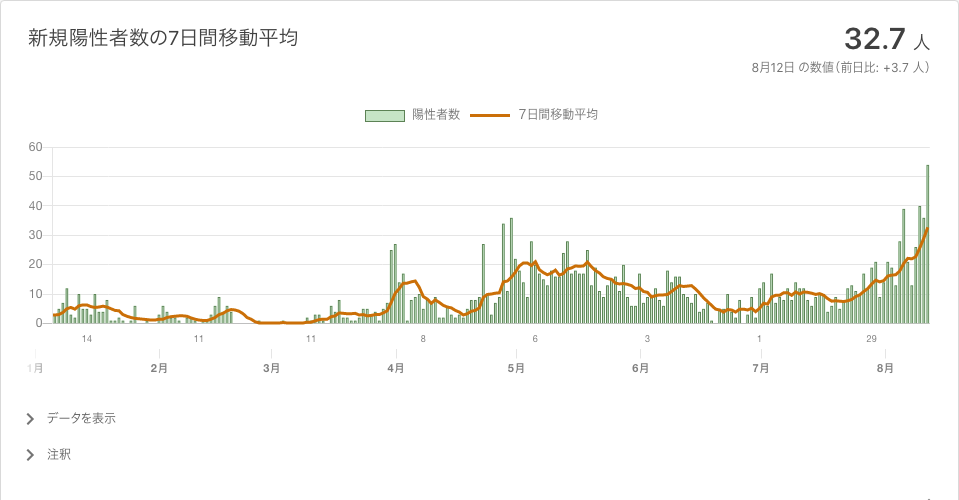 新規陽性者数の7日間移動平均
32.7 人
8月12日 の数値（前日比: +3.7 人）
陽性者数 7日間移動平均
60
50
40
30
20
10
0
14 11 11 8 6 3 1 29
1月 2月 3月 4月 5月 6月 7月 8月
データを表示
注釈